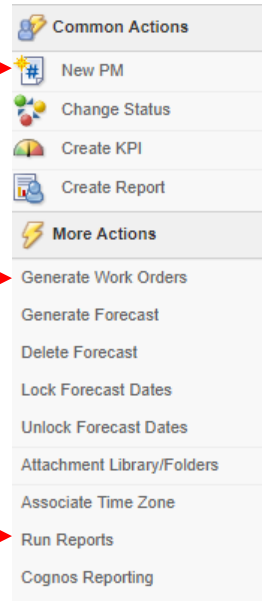 Common Actions
# New PM
Change Status
Create KPI
Create Report
More Actions
Generate Work Orders
Generate Forecast
Delete Forecast
Lock Forecast Dates
Unlock Forecast Dates
Attachment Library/Folders
Associate Time Zone
Run Reports
Cognos Reporting